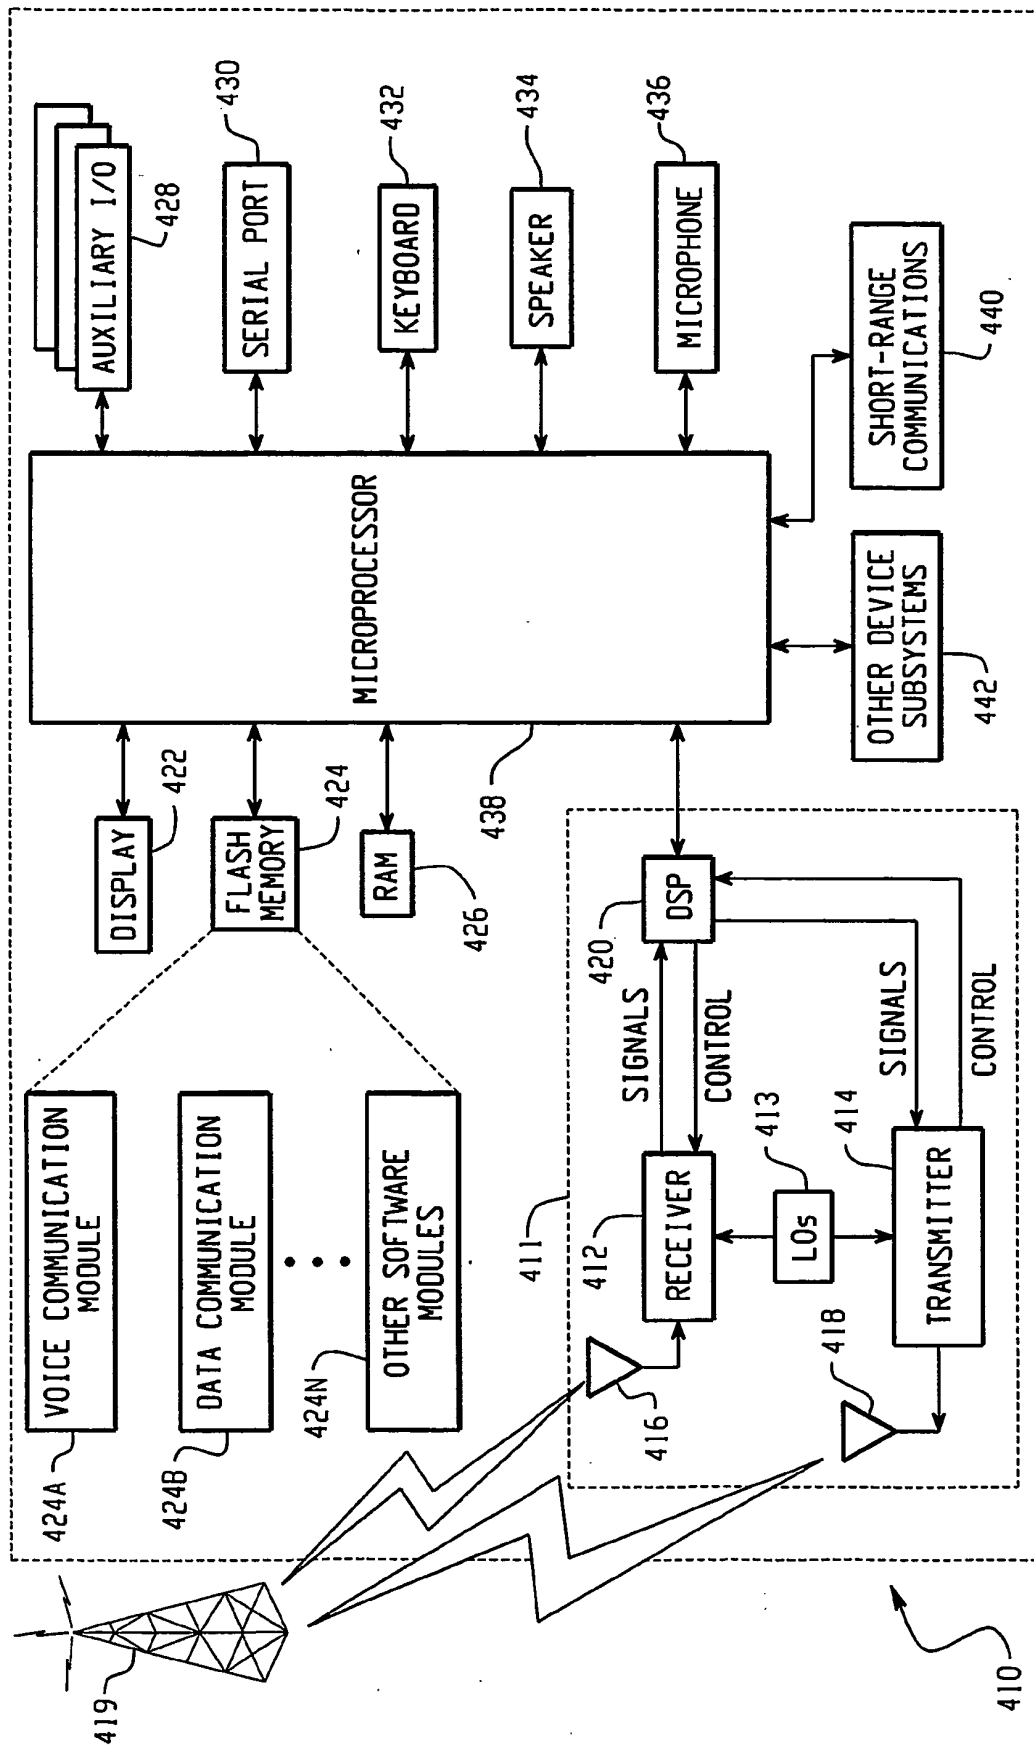 419
424A
VOICE COMMUNICATION
MODULE
424B
DATA COMMUNICATION
MODULE
424N
OTHER SOFTWARE
MODULES
DISPLAY
422
FLASH
MEMORY
424
RAM
426
MICROPROCESSOR
438
AUXILIARY I/O
428
SERIAL PORT
430
KEYBOARD
432
SPEAKER
434
MICROPHONE
436
411
416
412
RECEIVER
SIGNALS
CONTROL
420
DSP
LOs
413
418
TRANSMITTER
414
SIGNALS
CONTROL
OTHER DEVICE
SUBSYSTEMS
442
SHORT-RANGE
COMMUNICATIONS
440
410